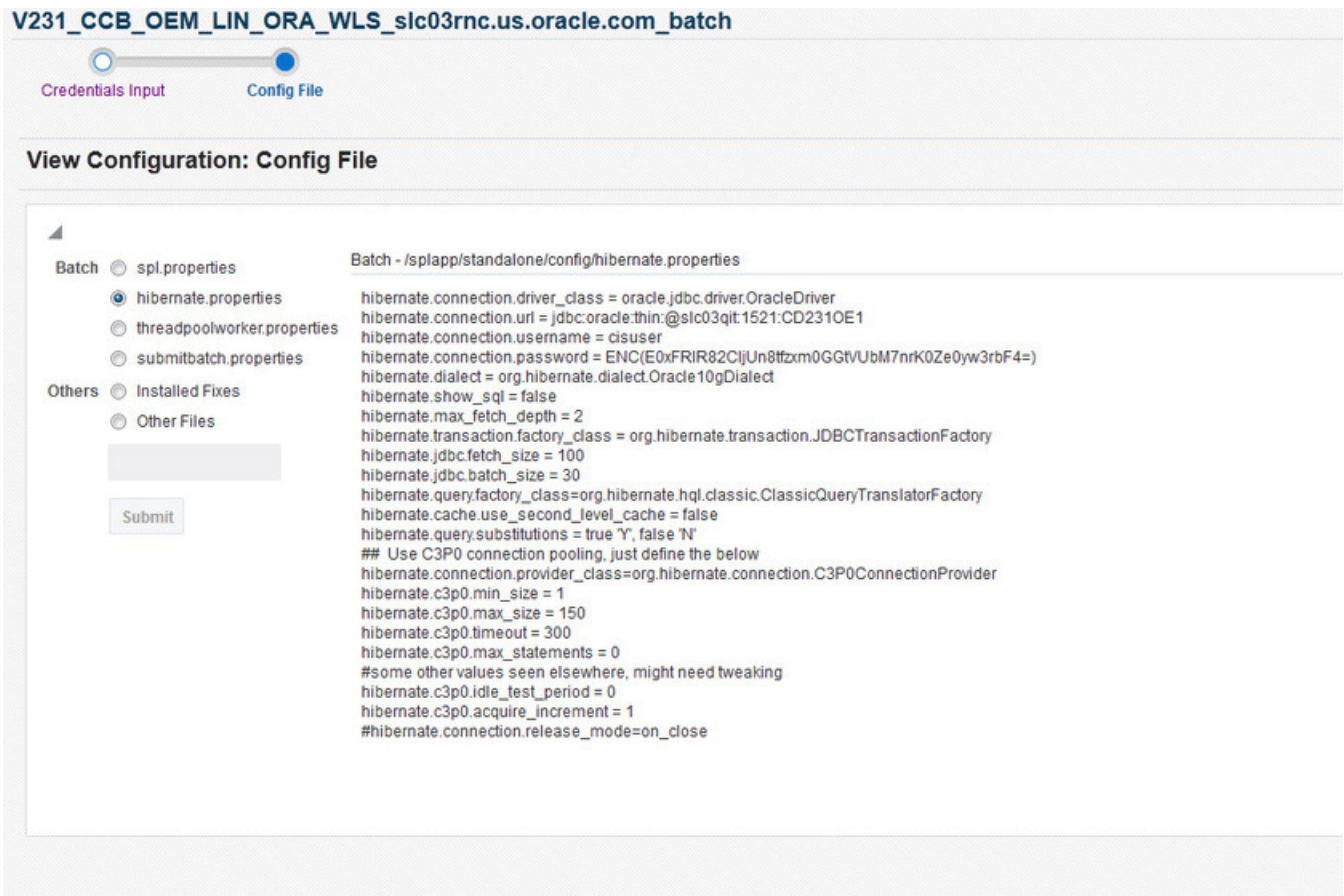 V231_CCB_OEM_LIN_ORA_WLS_slc03rnc.us.oracle.com_batch
Credentials Input
Config File
View Configuration: Config File
Batch
spl.properties
hibernate.properties
threadpoolworker.properties
submitbatch.properties
Others
Installed Fixes
Other Files
Submit
Batch - /splapp/standalone/config/hibernate.properties
hibernate.connection.driver_class = oracle.jdbc.driver.OracleDriver
hibernate.connection.url = jdbc:oracle:thin:@slc03qit:1521:CD231OE1
hibernate.connection.username = cisuser
hibernate.connection.password = ENC(E0xFRIR82CIjUn8tfzxm0GGtVUbM7nrK0Ze0yw3rbF4=)
hibernate.dialect = org.hibernate.dialect.Oracle10gDialect
hibernate.show_sql = false
hibernate.max_fetch_depth = 2
hibernate.transaction.factory_class = org.hibernate.transaction.JDBCTransactionFactory
hibernate.jdbc.fetch_size = 100
hibernate.jdbc.batch_size = 30
hibernate.query.factory_class=org.hibernate.hql.classic.ClassicQueryTranslatorFactory
hibernate.cache.use_second_level_cache = false
hibernate.query.substitutions = true 'Y', false 'N'
## Use C3P0 connection pooling, just define the below
hibernate.connection.provider_class=org.hibernate.connection.C3P0ConnectionProvider
hibernate.c3p0.min_size = 1
hibernate.c3p0.max_size = 150
hibernate.c3p0.timeout = 300
hibernate.c3p0.max_statements = 0
#some other values seen elsewhere, might need tweaking
hibernate.c3p0.idle_test_period = 0
hibernate.c3p0.acquire_increment = 1
#hibernate.connection.release_mode=on_close